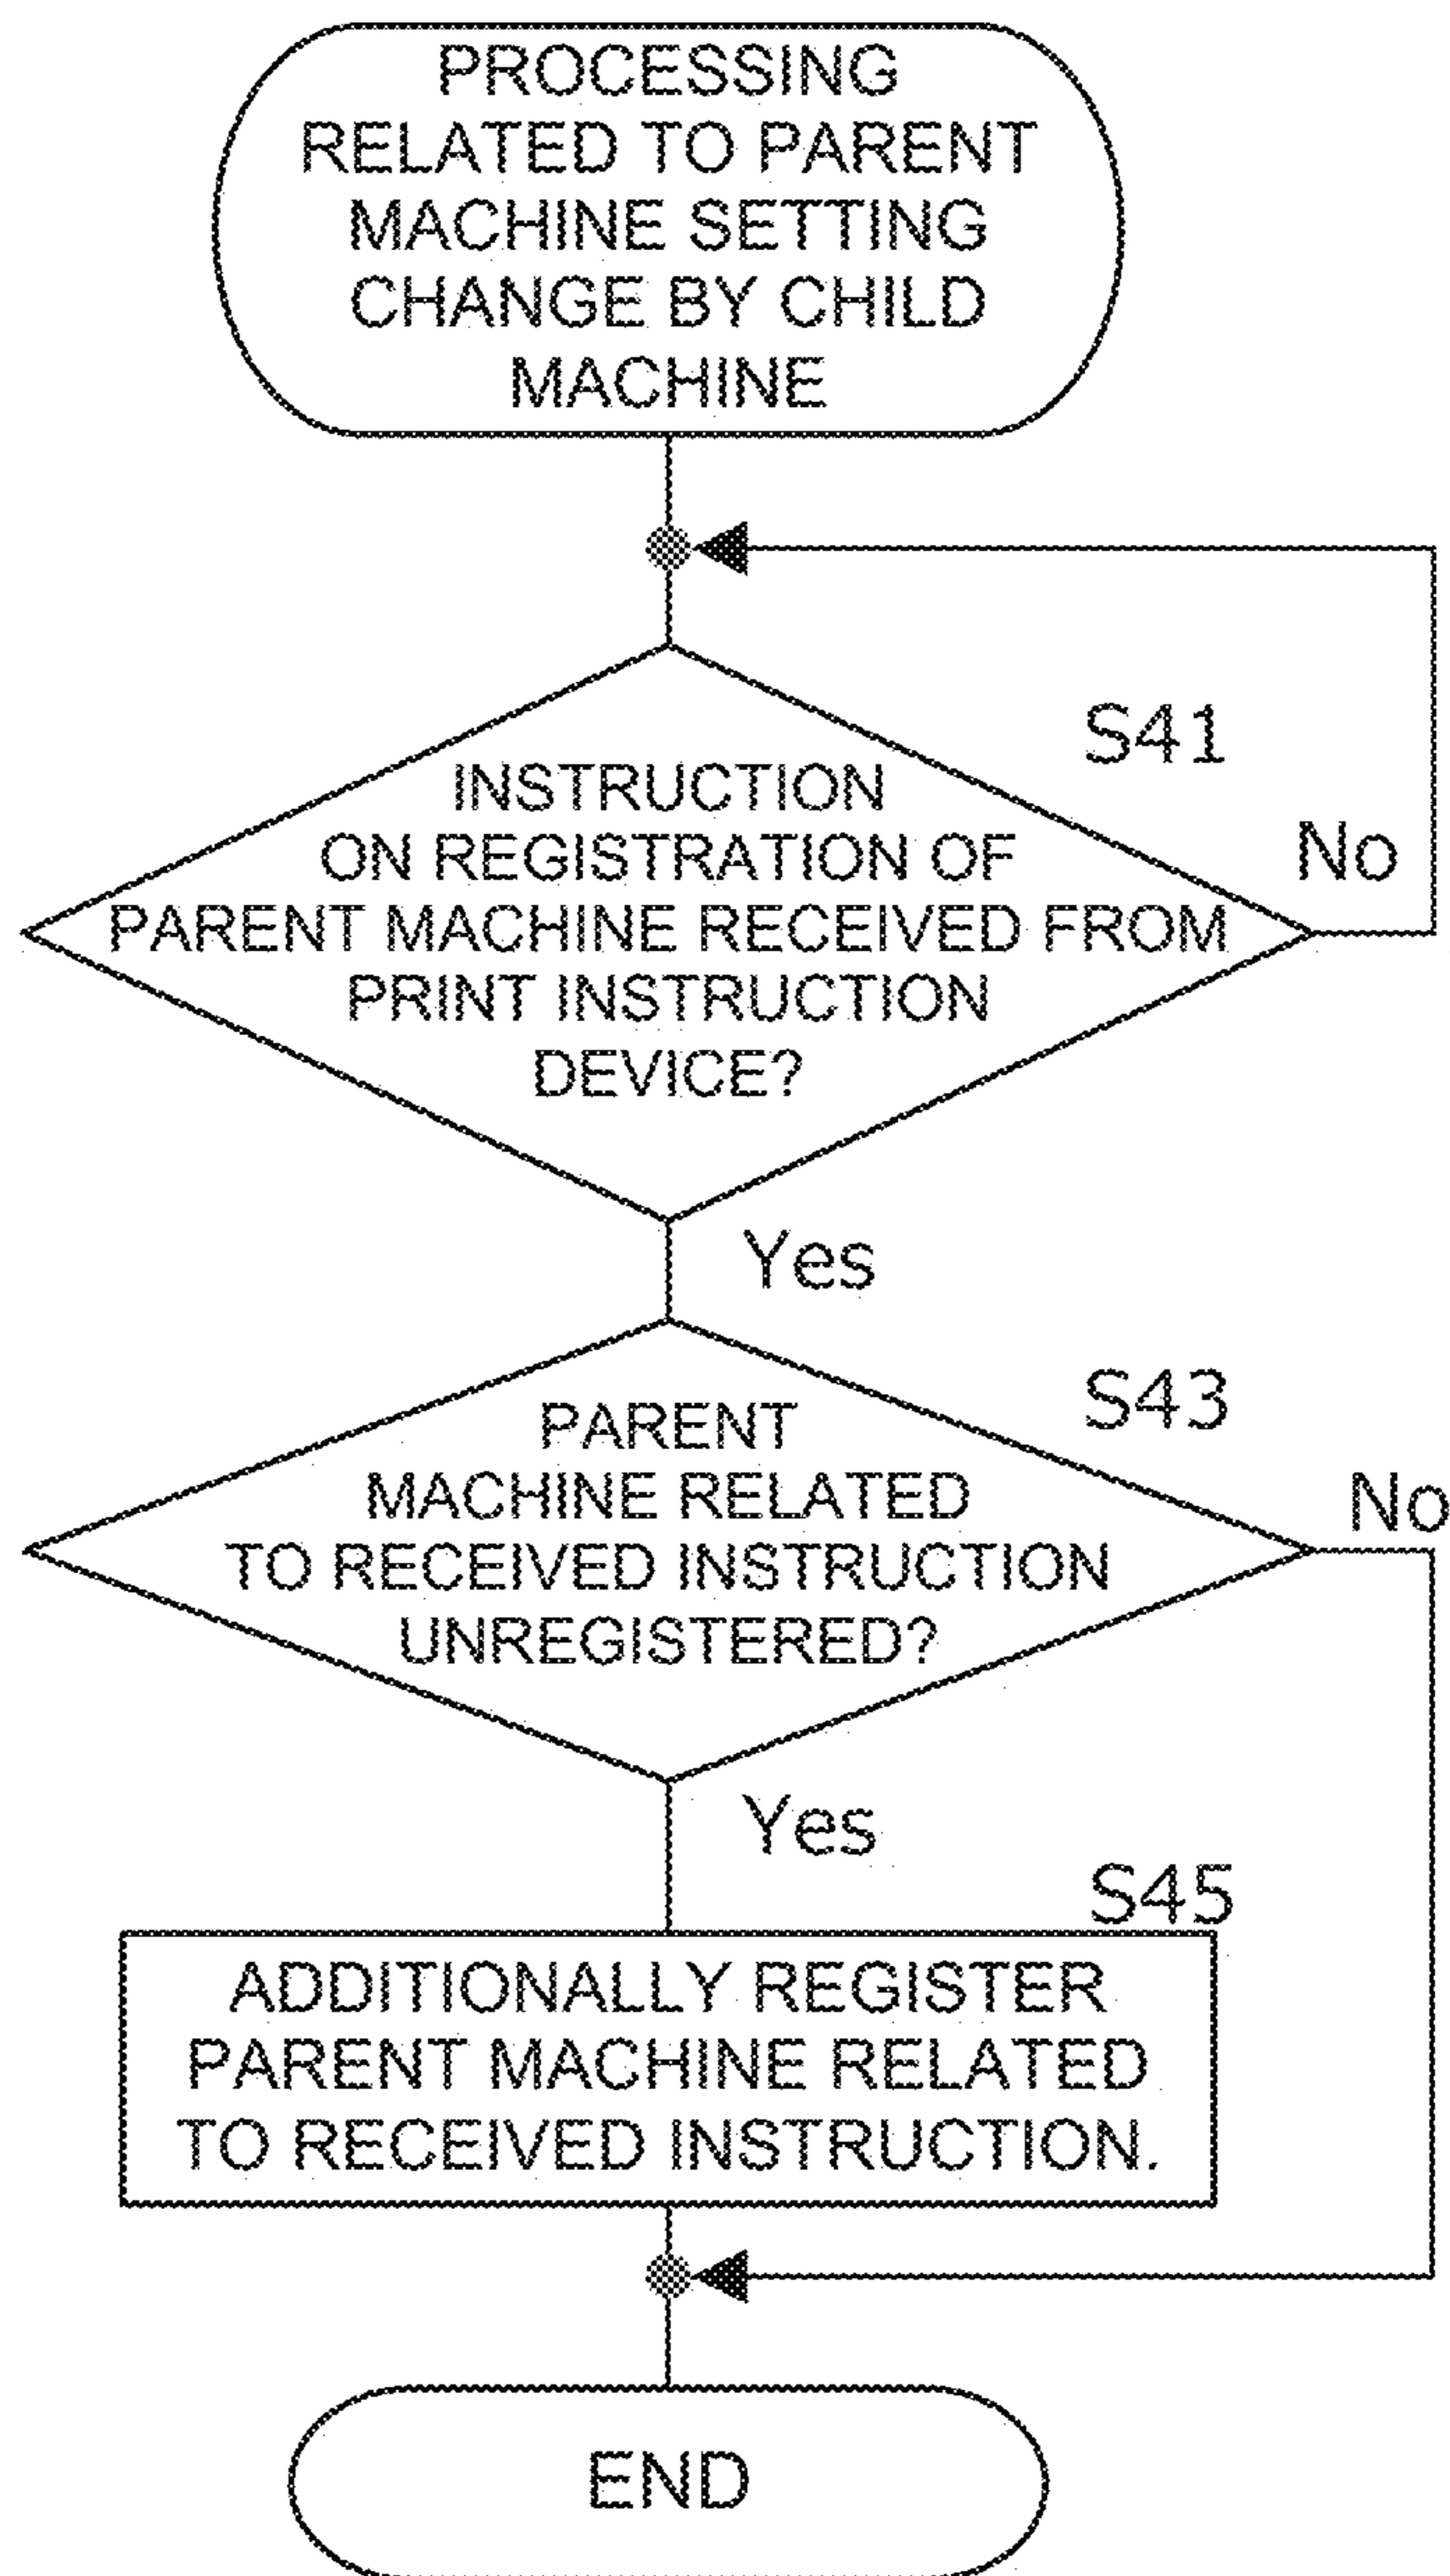 PROCESSING
RELATED TO PARENT
MACHINE SETTING
CHANGE BY CHILD
MACHINE
S41
INSTRUCTION
ON REGISTRATION OF
PARENT MACHINE RECEIVED FROM
PRINT INSTRUCTION
DEVICE?
No
Yes
S43
PARENT
MACHINE RELATED
TO RECEIVED INSTRUCTION
UNREGISTERED?
No
Yes
S45
ADDITIONALLY REGISTER
PARENT MACHINE RELATED
TO RECEIVED INSTRUCTION.
END